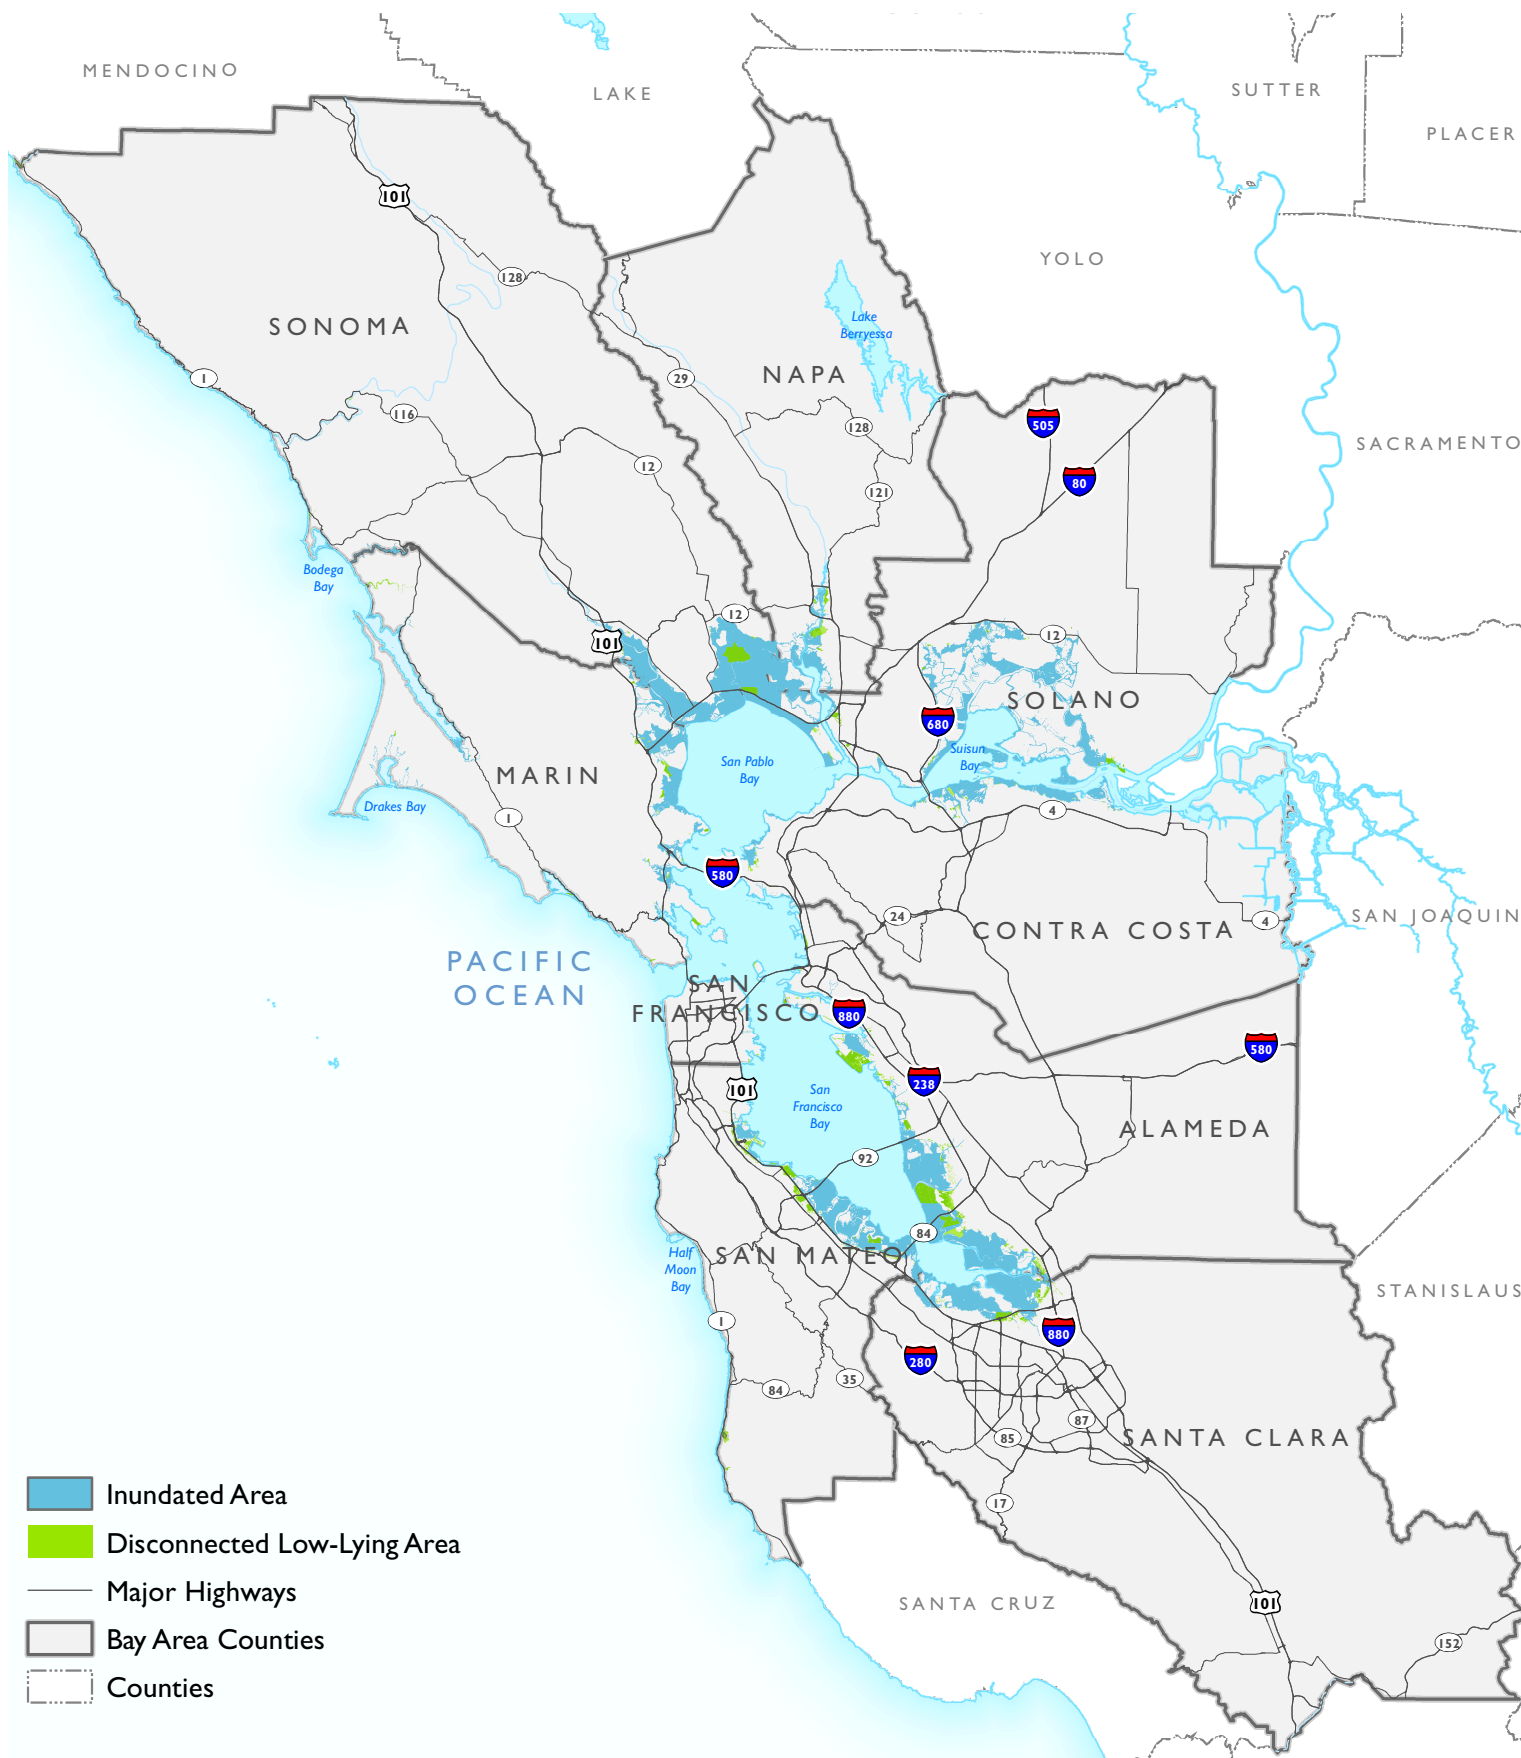 MENDOCINO
LAKE
SUTTER
PLACER
101
128
YOLO
SONOMA
Lake
Berryessa
1
29
NAPA
116
128
505
12
80
SACRAMENTO
121
Bodega
Bay
101
12
12
SOLANO
680
Suisun
Bay
San Pablo
Bay
MARIN
Drakes Bay
1
4
580
24
CONTRA COSTA
4
SAN JOAQUIN
PACIFIC
OCEAN
SAN
FRANCISCO
880
580
101
238
San
Francisco
Bay
ALAMEDA
92
84
SAN MATEO
Half
Moon
Bay
STANISLAUS
1
880
280
84
35
87
85
SANTA CLARA
17
Inundated Area
Disconnected Low-Lying Area
Major Highways
Bay Area Counties
Counties
SANTA CRUZ
101
152